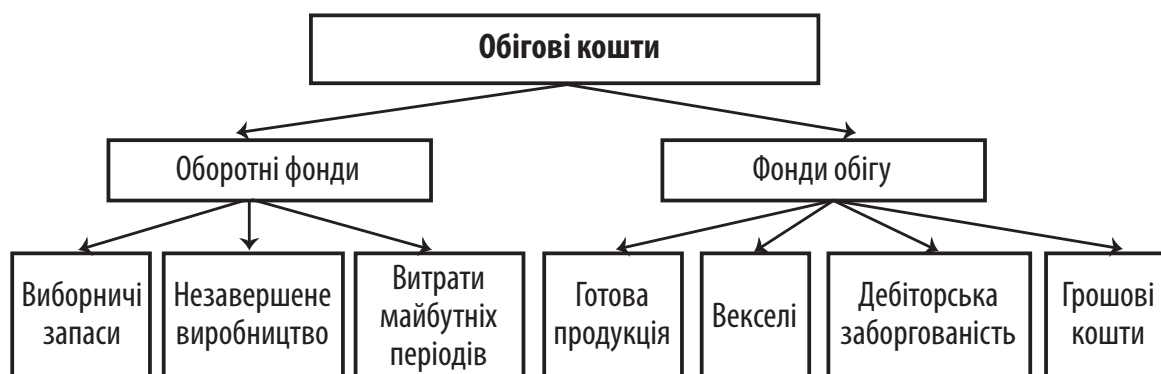 Обігові кошти
Оборотні фонди
Фонди обігу
Виборничі
запаси
Незавершене
виробництво
Витрати
майбутніх
періодів
Готова
продукція
Векселі
Дебіторська
заборгованість
Грошові
кошти